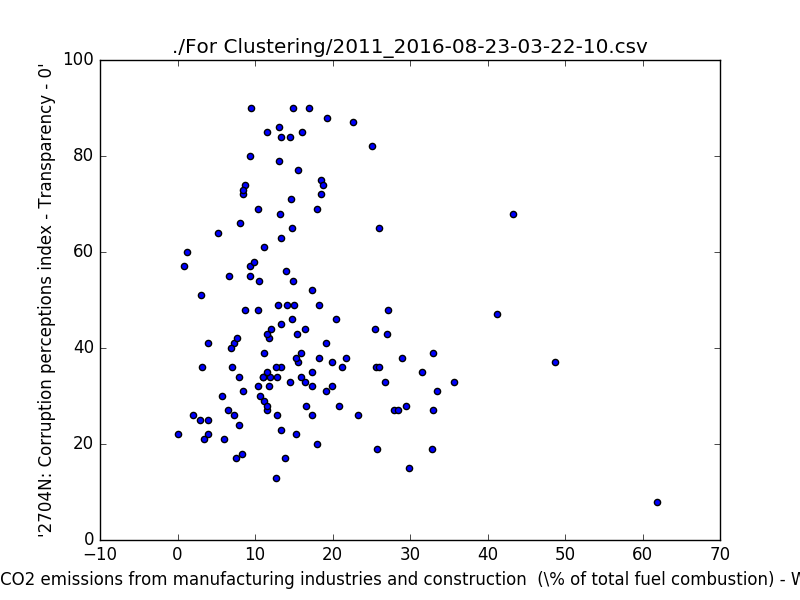 ./For Clustering/2011_2016-08-23-03-22-10.csv
'2704N: Corruption perceptions index - Transparency - 0'
100
80
60
40
20
0
−10 0 10 20 30 40 50 60 70
CO2 emissions from manufacturing industries and construction (\% of total fuel combustion) -